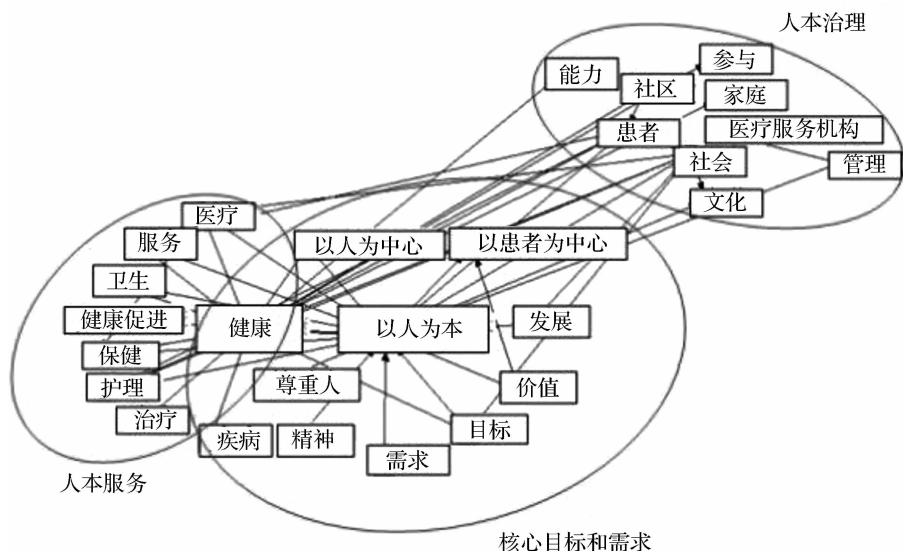 人本治理
参与
能力
社区
家庭
患者
医疗服务机构
社会
管理
文化
医疗
服务
以人为中心
以患者为中心
卫生
健康促进
健康
以人为本
发展
保健
护理
尊重人
价值
治疗
疾病
精神
目标
需求
人本服务
核心目标和需求